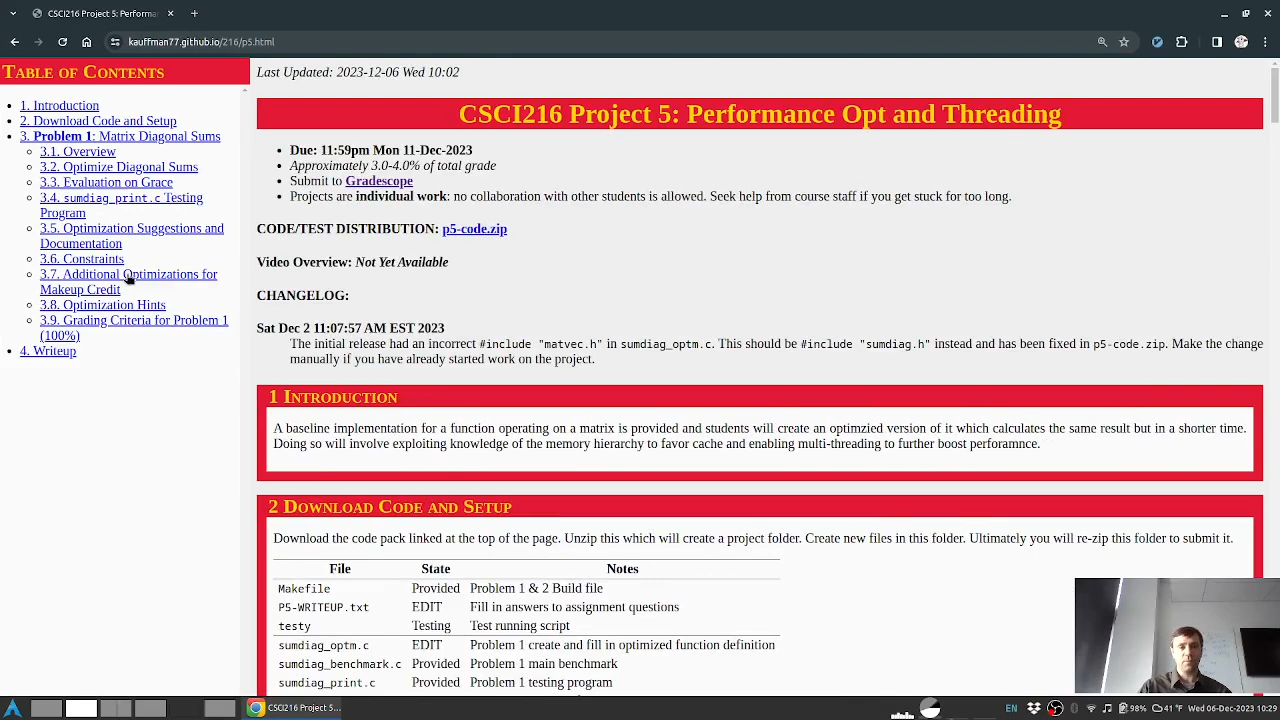 CSCI216 Project 5: Performa
kauffman77.github.io/216/p5.html
TABLE OF CONTENTS
1. Introduction
2. Download Code and Setup
3. Problem 1: Matrix Diagonal Sums
3.1. Overview
3.2. Optimize Diagonal Sums
3.3. Evaluation on Grace
3.4. sumdiag_print.c Testing
Program
3.5. Optimization Suggestions and
Documentation
3.6. Constraints
3.7. Additional Optimizations for
Makeup Credit
3.8. Optimization Hints
3.9. Grading Criteria for Problem 1
(100%)
4. Writeup
Last Updated: 2023-12-06 Wed 10:02
CSCI216 Project 5: Performance Opt and Threading
Due: 11:59pm Mon 11-Dec-2023
Approximately 3.0-4.0% of total grade
Submit to Gradescope
Projects are individual work: no collaboration with other students is allowed. Seek help from course staff if you get stuck for too long.
CODE/TEST DISTRIBUTION: p5-code.zip
Video Overview: Not Yet Available
CHANGELOG:
Sat Dec 2 11:07:57 AM EST 2023
The initial release had an incorrect #include "matvec.h" in sumdiag_optm.c. This should be #include "sumdiag.h" instead and has been fixed in p5-code.zip. Make the change
manually if you have already started work on the project.
1 INTRODUCTION
A baseline implementation for a function operating on a matrix is provided and students will create an optimzied version of it which calculates the same result but in a shorter time.
Doing so will involve exploiting knowledge of the memory hierarchy to favor cache and enabling multi-threading to further boost perforamnce.
2 DOWNLOAD CODE AND SETUP
Download the code pack linked at the top of the page. Unzip this which will create a project folder. Create new files in this folder. Ultimately you will re-zip this folder to submit it.
File State Notes
Makefile Provided Problem 1 & 2 Build file
P5-WRITEUP.txt EDIT Fill in answers to assignment questions
testy Testing Test running script
sumdiag_optm.c EDIT Problem 1 create and fill in optimized function definition
sumdiag_benchmark.c Provided Problem 1 main benchmark
sumdiag_print.c Provided Problem 1 testing program
CSCI216 Project 5...
EN 98% 41°F Wed 06-Dec-2023 10:29